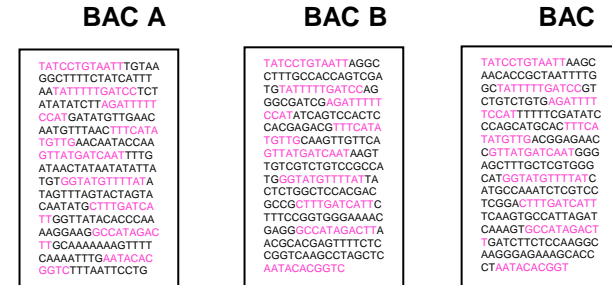 BAC A
TATCCTGTAATTTGTAA
GGCTTTTCTATCATTT
AATATTTTTGATCCTCT
ATATATCTTAGATTTTT
CCATGATATGTTGAAC
AATGTTTAACTTTCATA
TGTTGAACAATACCAA
GTTATGATCAATTTTG
ATAACTATAATATATTA
TGTGGTATGTTTTATA
TAGTTTAGTACTAGTA
CAATATGCTTTGATCA
TTGGTTATACACCCAA
AAGGAAGGCCATAGAC
TTGCAAAAAAGTTTT
CAAAATTTGAATACAC
GGTCTTTAATTCCTG
BAC B
TATCCTGTAATTAGGC
CTTTGCCACCAGTCGA
TGTATTTTTGATCCAG
GGCGATCGAGATTTTT
CCATATCAGTCCACTC
CACGAGACGTTTCATA
TGTTGCAAGTTGTTCA
GTTATGATCAATAAGT
TGTCGTCTGTCCGCCA
TGGGTATGTTTTATTA
CTCTGGCTCCACGAC
GCCGCTTTGATCATTC
TTTCCGGTGGGAAAAC
GAGGGCCATAGACTTA
ACGCACGAGTTTTCTC
CGGTCAAGCCTAGCTC
AATACACGGTC
BAC
TATCCTGTAATTAAGC
AACACCGCTAATTTTG
GCTATTTTTGATCCGT
CTGTCTGTGAGATTTT
TCCATTTTTTCGATATC
CCAGCATGCACTTTCA
TATGTTGACGGAGAAC
CGTTATGATCAATGGG
AGCTTTGCTCGTGGG
CATGGTATGTTTTATC
ATGCCAAATCTCGTCC
TCGGACTTTGATCATT
TCAAGTGCCATTAGAT
CAAAGTGCCATAGACT
TGATCTTCTCCAAGGC
AAGGGAGAAAGCACC
CTAATACACGGT